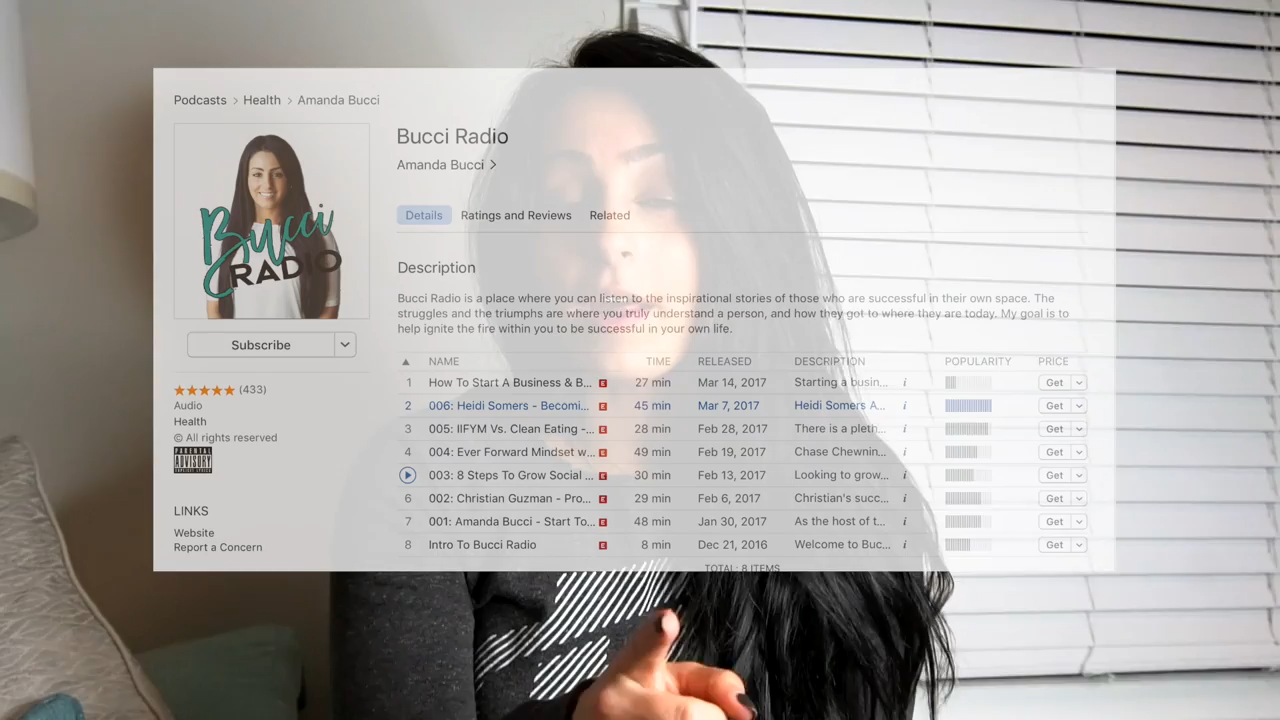 Podcasts > Health > Amanda Bucci
Bucci
RADIO
Subscribe
★★★★★ (433)
Audio
Health
© All rights reserved
PARENTAL
ADVISORY
EXPLICIT LYRICS
LINKS
Website
Report a Concern
Bucci Radio
Amanda Bucci >
Details Ratings and Reviews Related
Description
Bucci Radio is a place where you can listen to the inspirational stories of those who are successful in their own space. The
struggles and the triumphs are where you truly understand a person, and how they got to where they are today. My goal is to
help ignite the fire within you to be successful in your own life.
▲ NAME TIME RELEASED DESCRIPTION POPULARITY PRICE
1 How To Start A Business & B... E 27 min Mar 14, 2017 Starting a busin... i Get
2 006: Heidi Somers - Becomi... E 45 min Mar 7, 2017 Heidi Somers A... i Get
3 005: IIFYM Vs. Clean Eating -... E 28 min Feb 28, 2017 There is a pleth... i Get
4 004: Ever Forward Mindset w... E 49 min Feb 19, 2017 Chase Chewnin... i Get
003: 8 Steps To Grow Social ... E 30 min Feb 13, 2017 Looking to grow... i Get
6 002: Christian Guzman - Pro... E 29 min Feb 6, 2017 Christian's succ... i Get
7 001: Amanda Bucci - Start To... E 48 min Jan 30, 2017 As the host of t... i Get
8 Intro To Bucci Radio E 8 min Dec 21, 2016 Welcome to Buc... i Get
TOTAL: 8 ITEMS